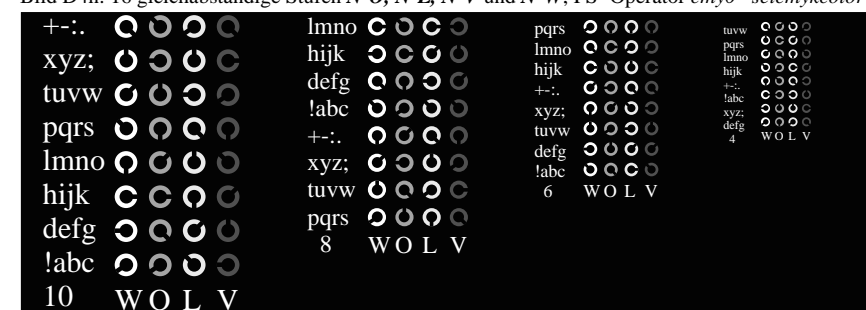 Bild D4n: 16 gleichabständige Stufen N-O, N-L, N-V und N-W; PS-Operator
+-:.
xyz;
tuvw
pqrs
lmno
hijk
defg
!abc
10 W O L V
lmno
hijk
defg
!abc
+-:.
xyz;
tuvw
pqrs
8 W O L V
pqrs
lmno
hijk
+-:.
xyz;
tuvw
defg
!abc
6 W O L V
tuvw
pqrs
lmno
hijk
+-:.
!abc
xyz;
defg
4 W O L V